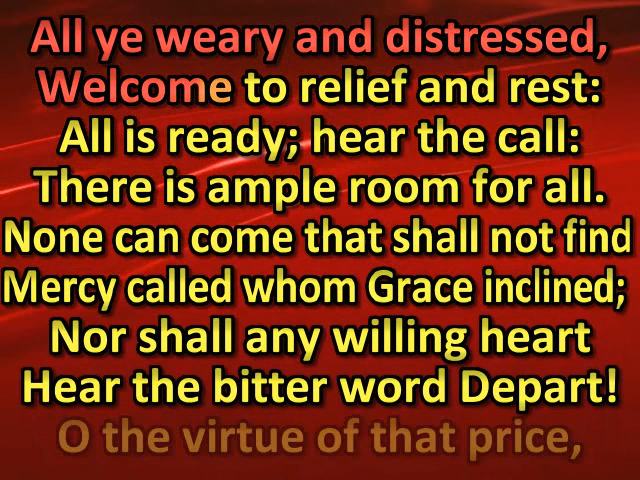 All ye weary and distressed,
Welcome to relief and rest:
All is ready; hear the call:
There is ample room for all.
None can come that shall not find
Mercy called whom Grace inclined;
Nor shall any willing heart
Hear the bitter word Depart!
O the virtue of that price,